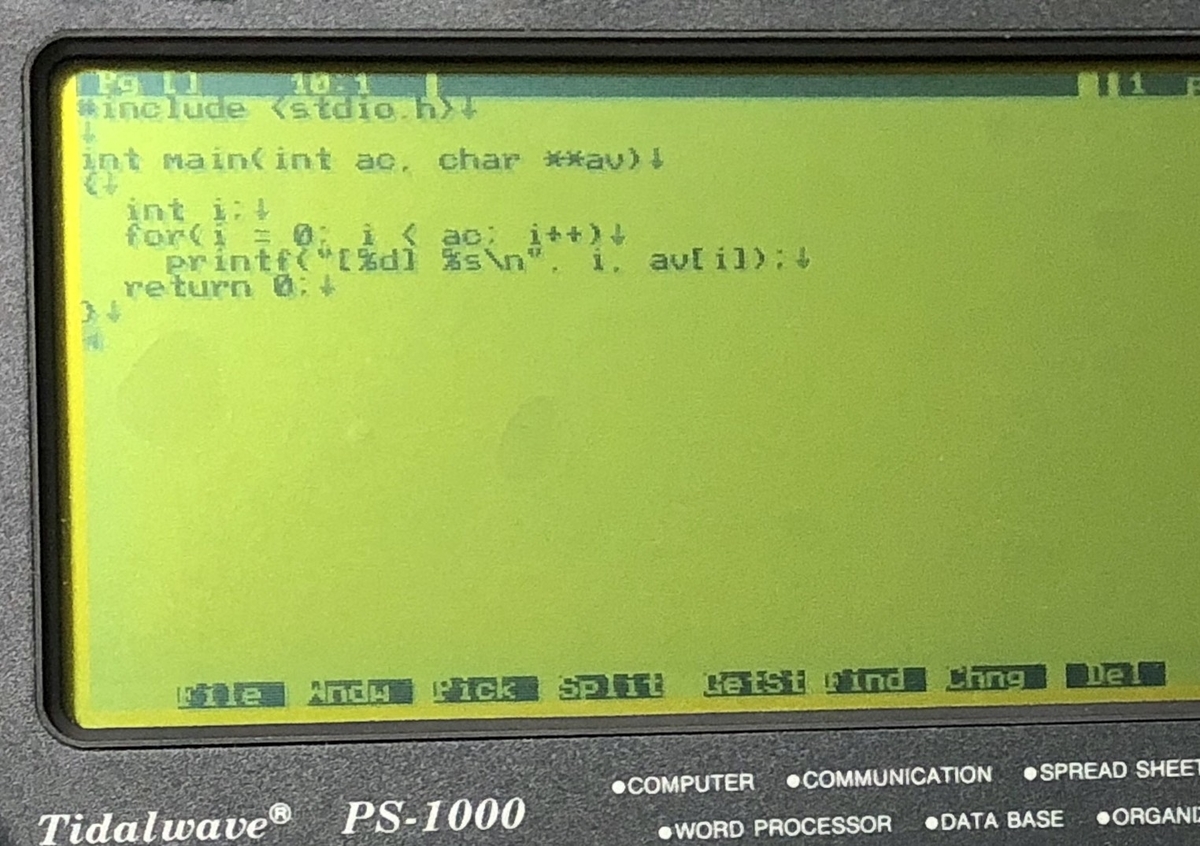 Pg [] 10:1 1
#include <stdio.h>↓
↓
int main(int ac, char **av)↓
{↓
  int i;↓
  for(i = 0; i < ac; i++)↓
    printf("[%d] %s\n", i, av[i]);↓
  return 0;↓
}↓
File Wndw Pick Split Find Chng Del
●COMPUTER ●COMMUNICATION ●SPREAD SHEET
Tidalwave® PS-1000 ●WORD PROCESSOR ●DATA BASE